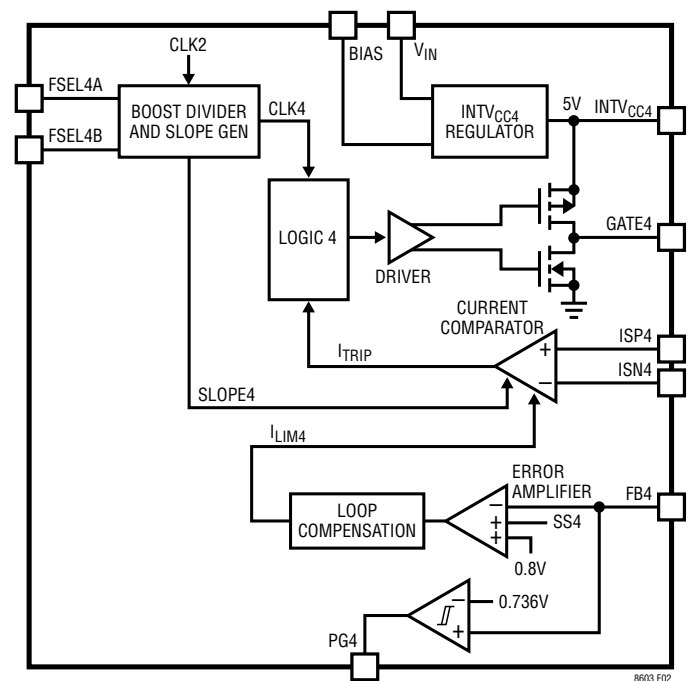 CLK2
BIAS
VIN
FSEL4A
BOOST DIVIDER
AND SLOPE GEN
CLK4
INTVCC4
REGULATOR
5V
INTVCC4
FSEL4B
LOGIC 4
DRIVER
GATE4
CURRENT
COMPARATOR
ITRIP
+
−
ISP4
ISN4
SLOPE4
ILIM4
LOOP
COMPENSATION
ERROR
AMPLIFIER
−
+
+
SS4
0.8V
FB4
−
+
0.736V
PG4
8603 F02